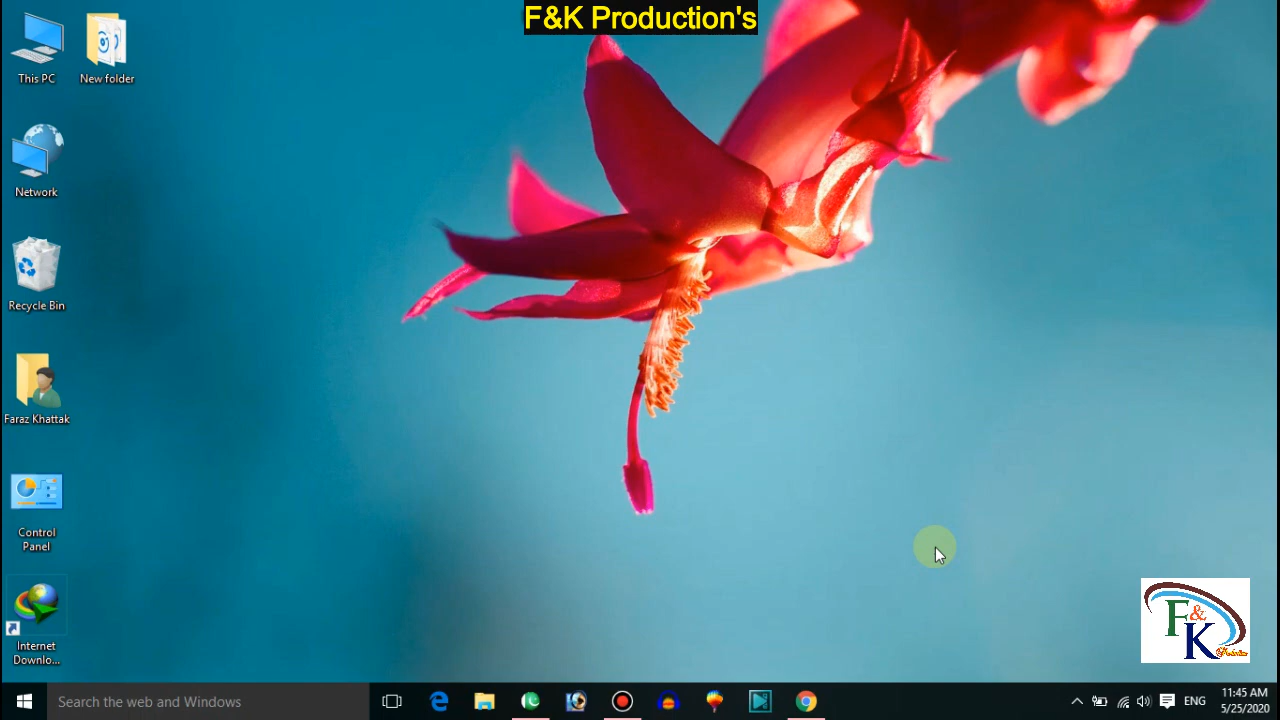 F&K Production's
This PC
New folder
Network
Recycle Bin
Faraz Khattak
Control
Panel
Internet
Downlo...
F&K
Search the web and Windows
ENG
11:45 AM
5/25/2020